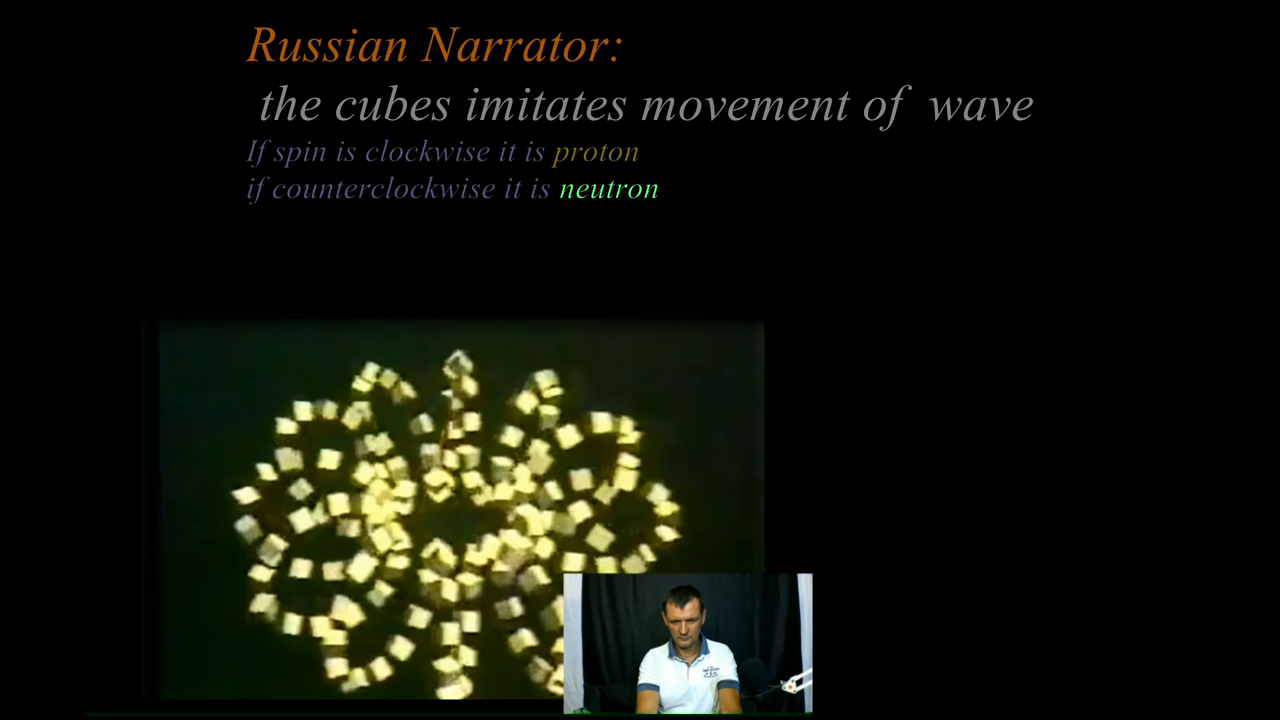 Russian Narrator:
the cubes imitates movement of wave
If spin is clockwise it is proton
if counterclockwise it is neutron